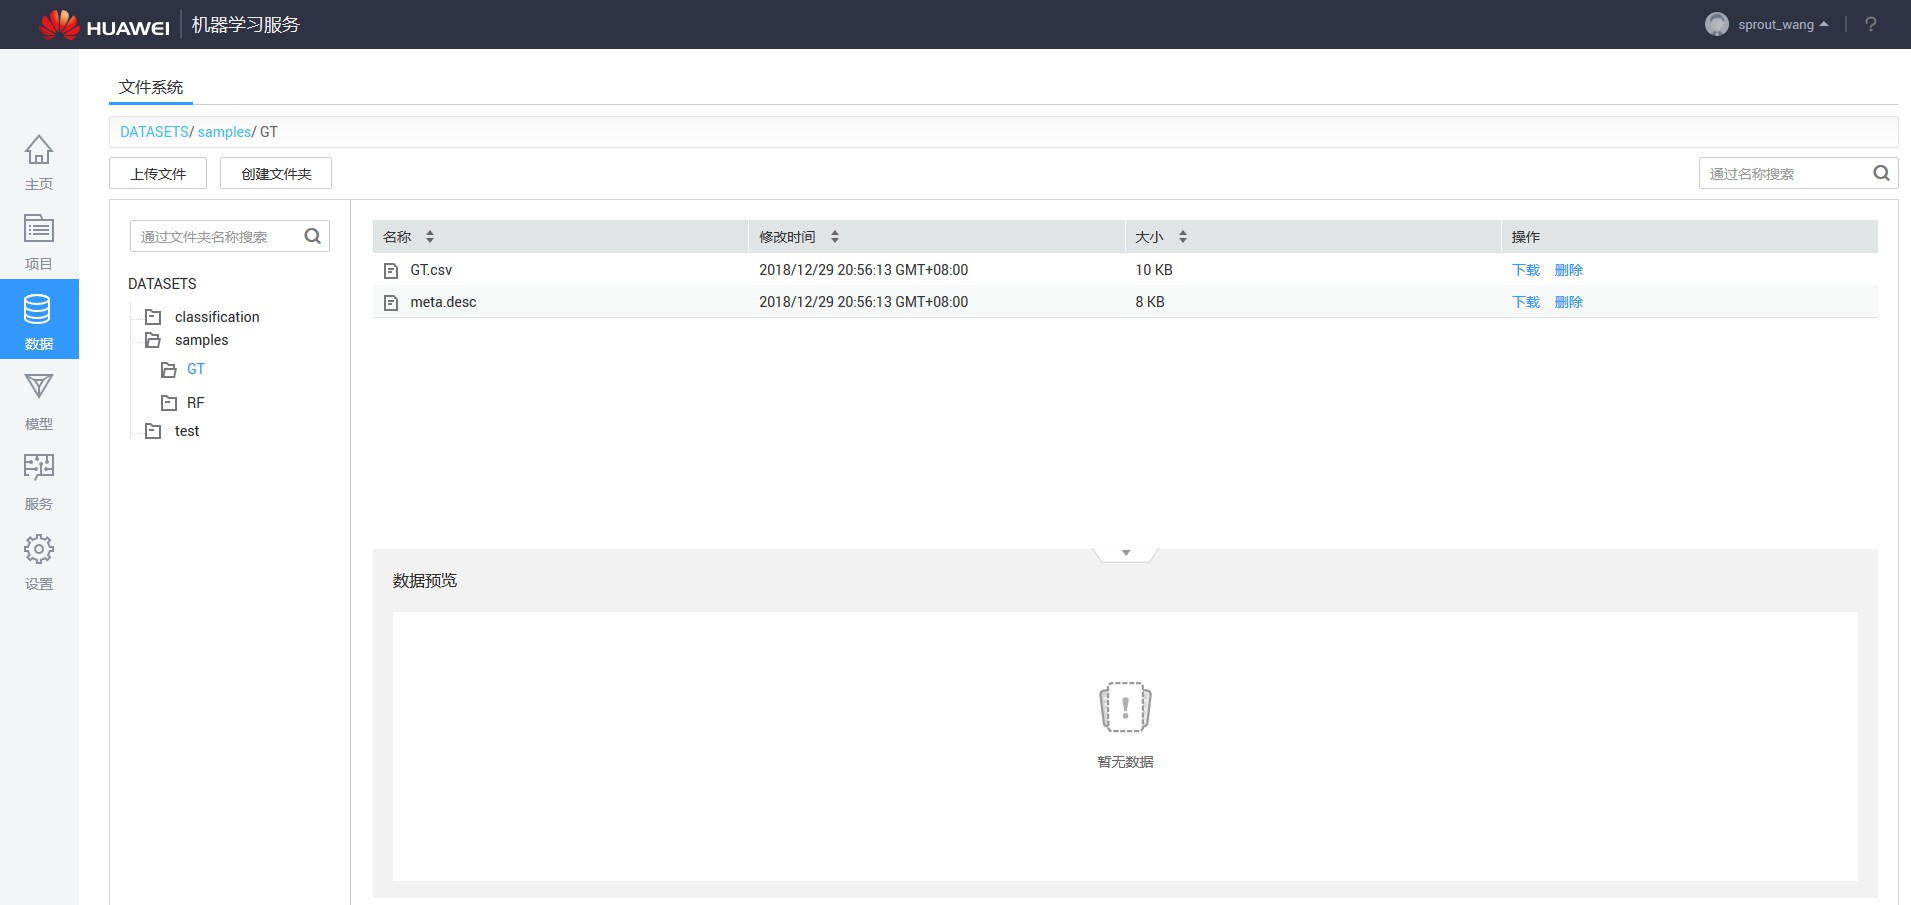 HUAWEI 机器学习服务
sprout_wang ?
文件系统
DATASETS/ samples/ GT
上传文件 创建文件夹
通过名称搜索
主页
项目
数据
模型
服务
设置
通过文件夹名称搜索
DATASETS
classification
samples
GT
RF
test
名称 修改时间 大小 操作
GT.csv 2018/12/29 20:56:13 GMT+08:00 10 KB 下载 删除
meta.desc 2018/12/29 20:56:13 GMT+08:00 8 KB 下载 删除
数据预览
暂无数据